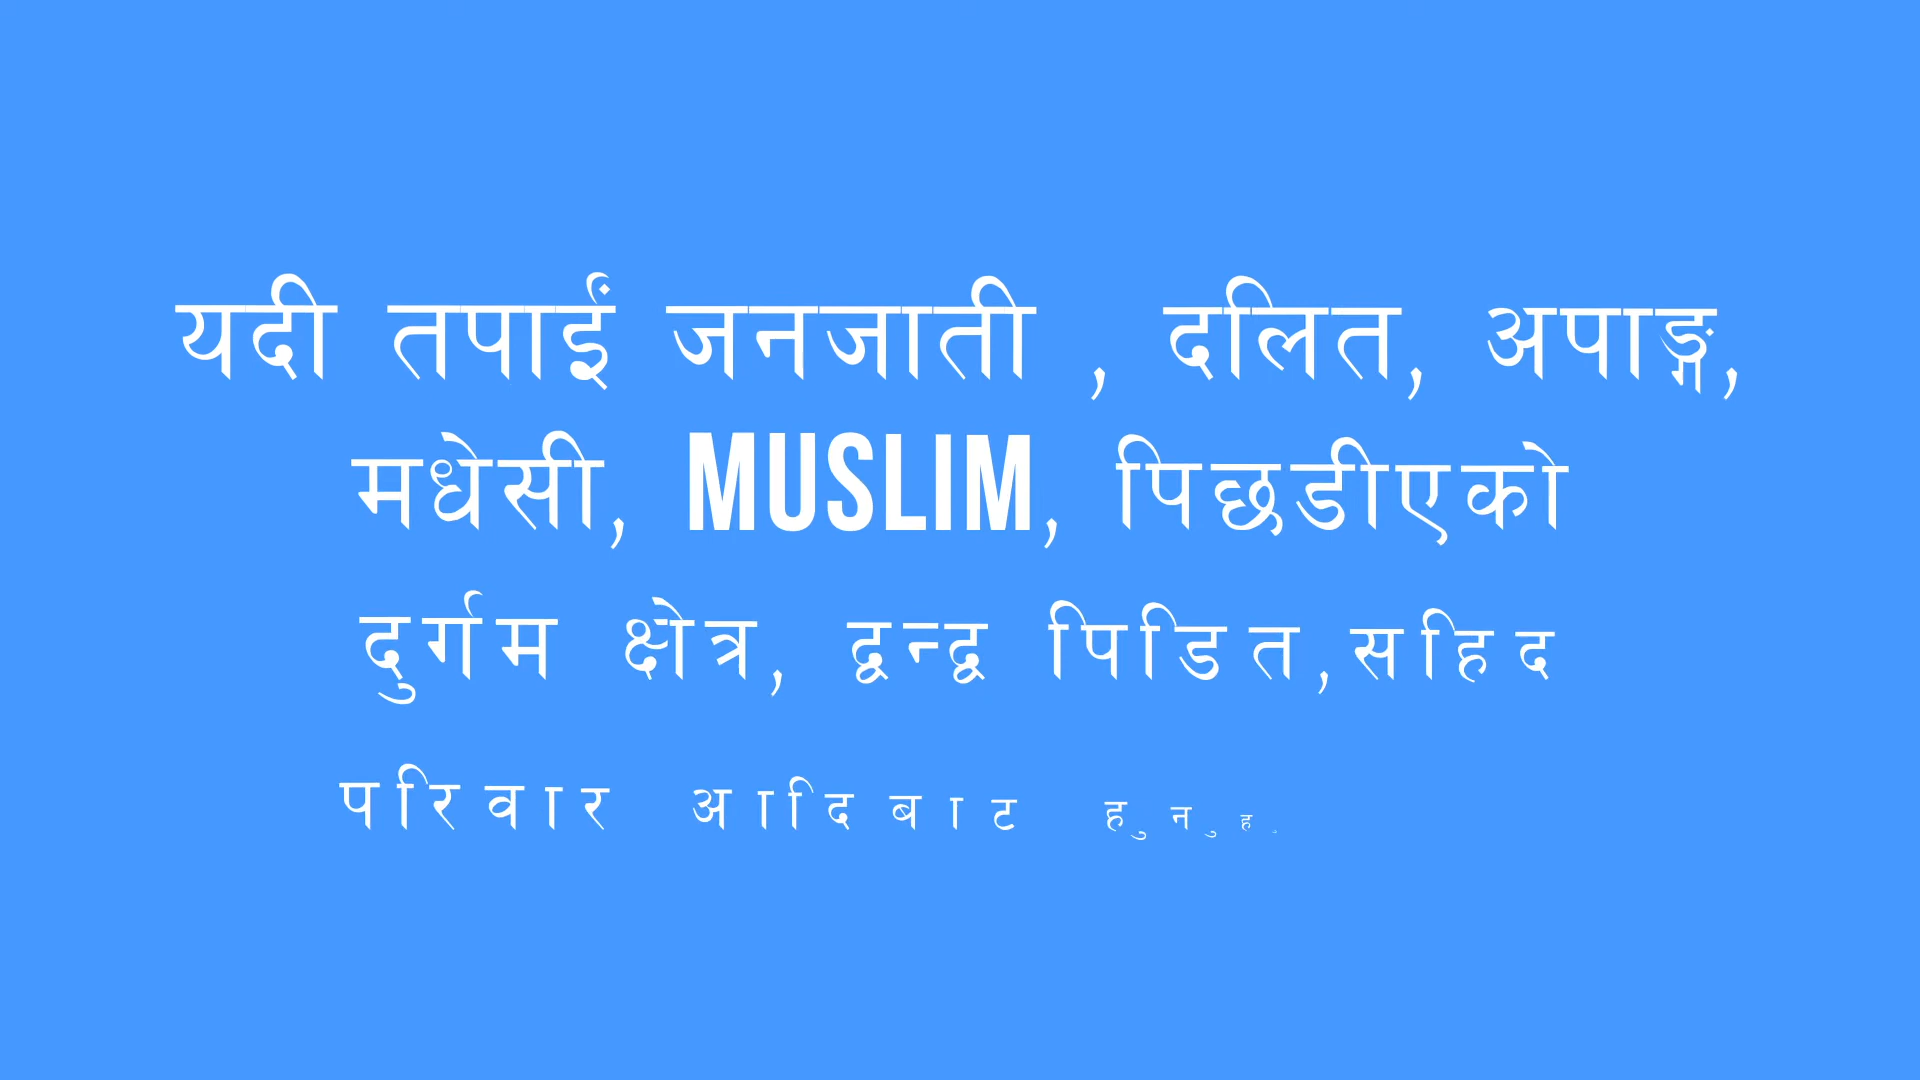 यदी तपाईं जनजाती , दलित, अपाङ्ग,
मधेसी, MUSLIM, पिछडीएको
दुर्गम क्षेत्र, द्वन्द्व पिडित,सहिद
परिवार आदिबाट हुनुहु